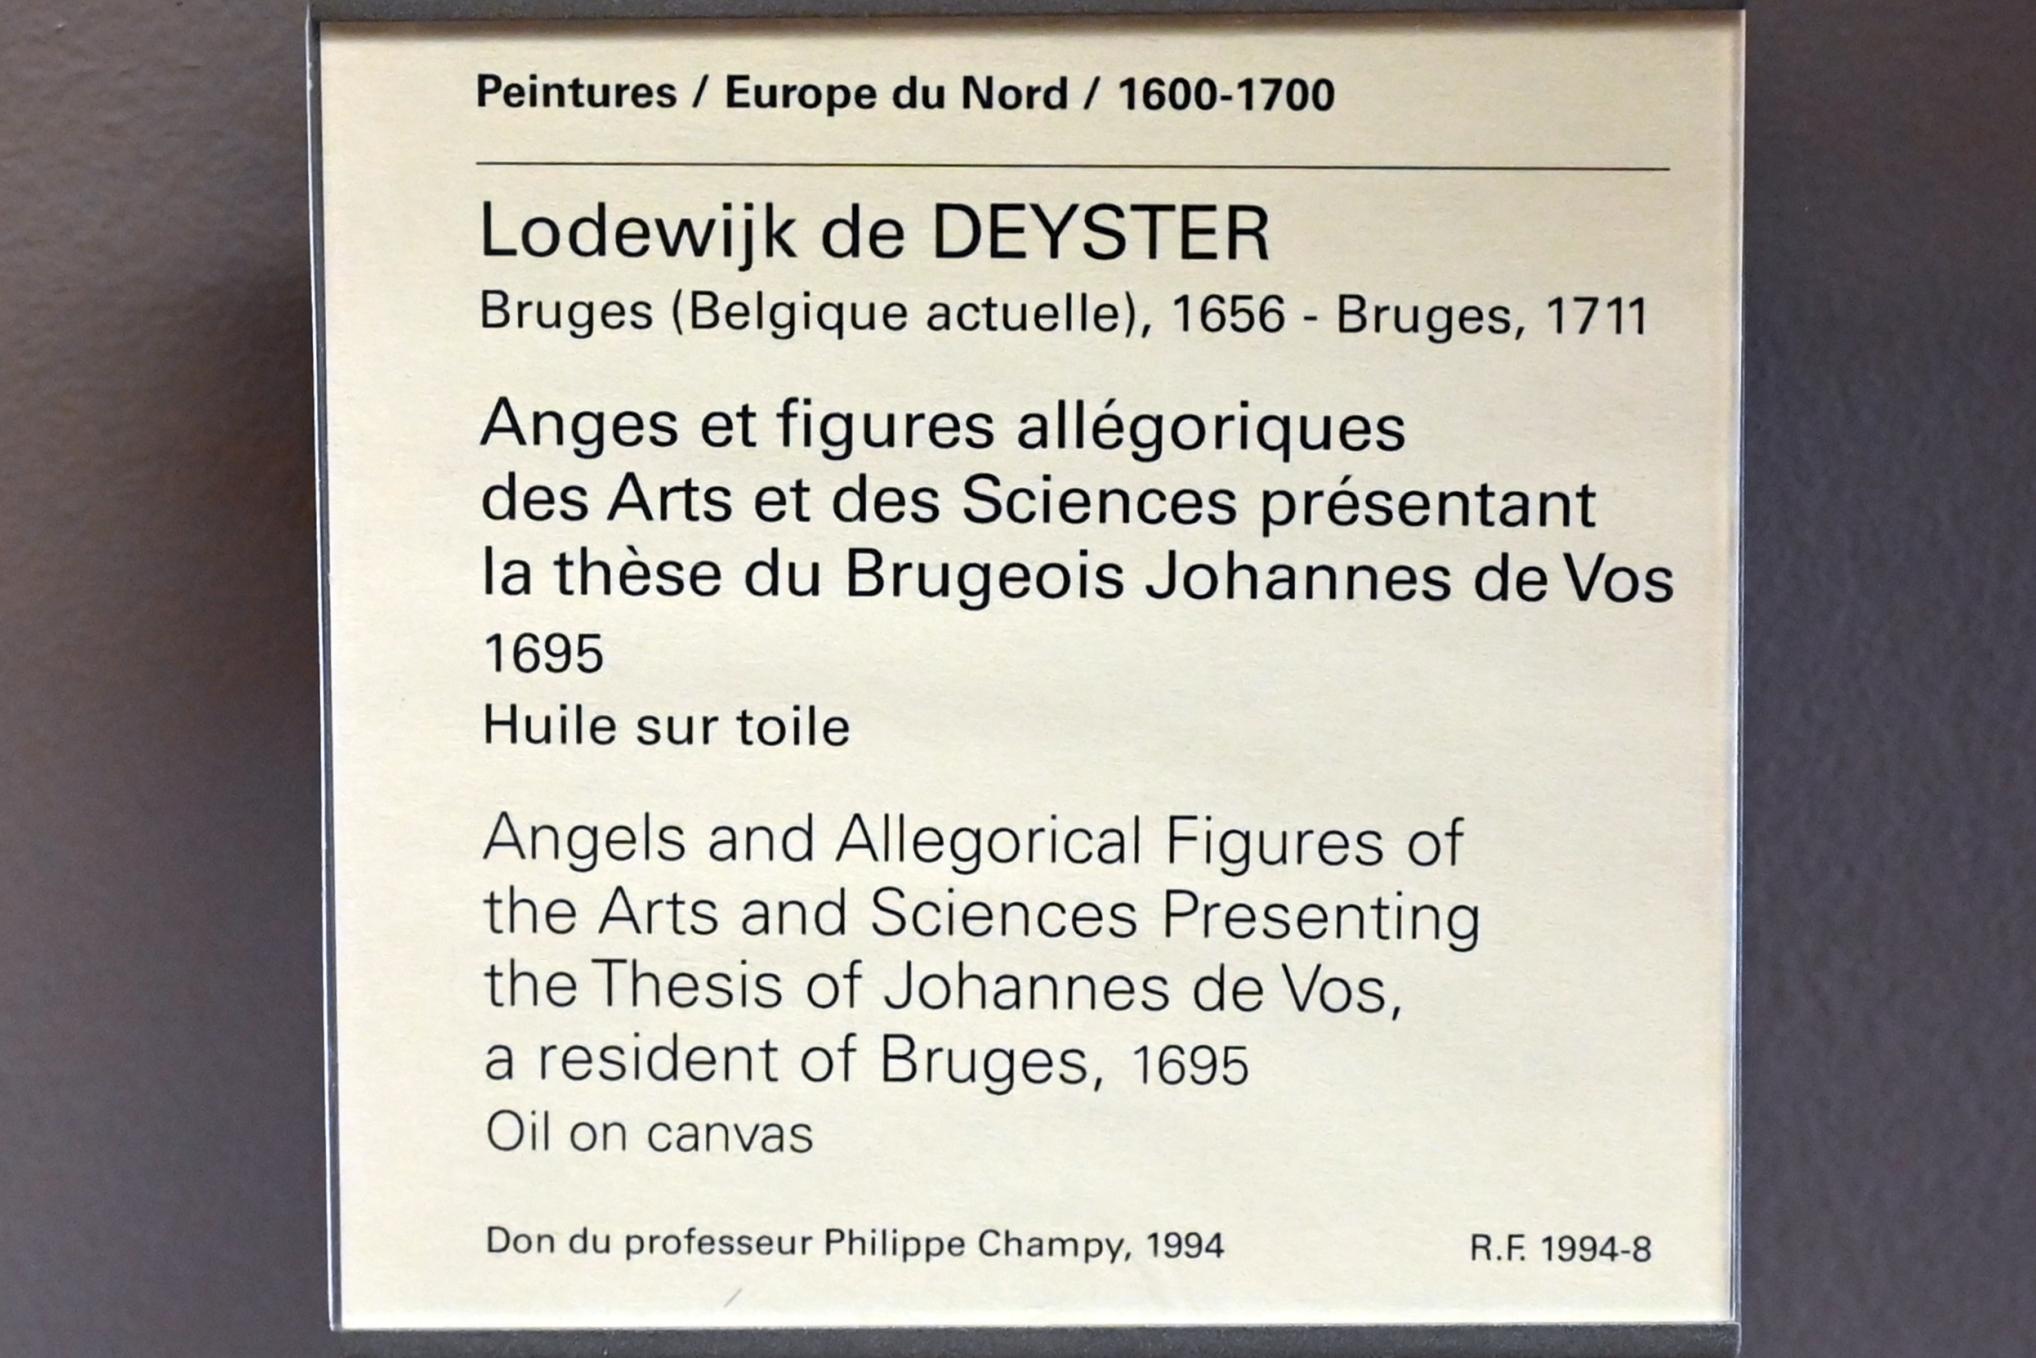 Peintures / Europe du Nord / 1600-1700
Lodewijk de DEYSTER
Bruges (Belgique actuelle), 1656 - Bruges, 1711
Anges et figures allégoriques
des Arts et des Sciences présentant
la thèse du Brugeois Johannes de Vos
1695
Huile sur toile
Angels and Allegorical Figures of
the Arts and Sciences Presenting
the Thesis of Johannes de Vos,
a resident of Bruges, 1695
Oil on canvas
Don du professeur Philippe Champy, 1994 R.F. 1994-8